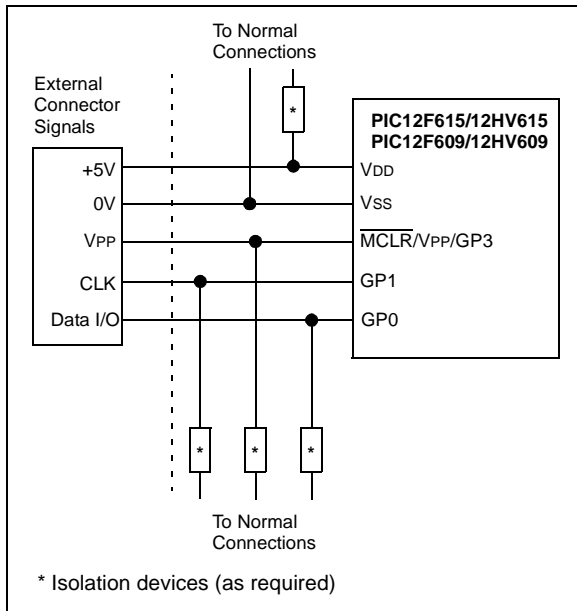 To Normal
Connections
External
Connector
Signals
*
PIC12F615/12HV615
PIC12F609/12HV609
+5V
VDD
0V
VSS
VPP
MCLR/VPP/GP3
CLK
GP1
Data I/O
GP0
* * *
To Normal
Connections
* Isolation devices (as required)